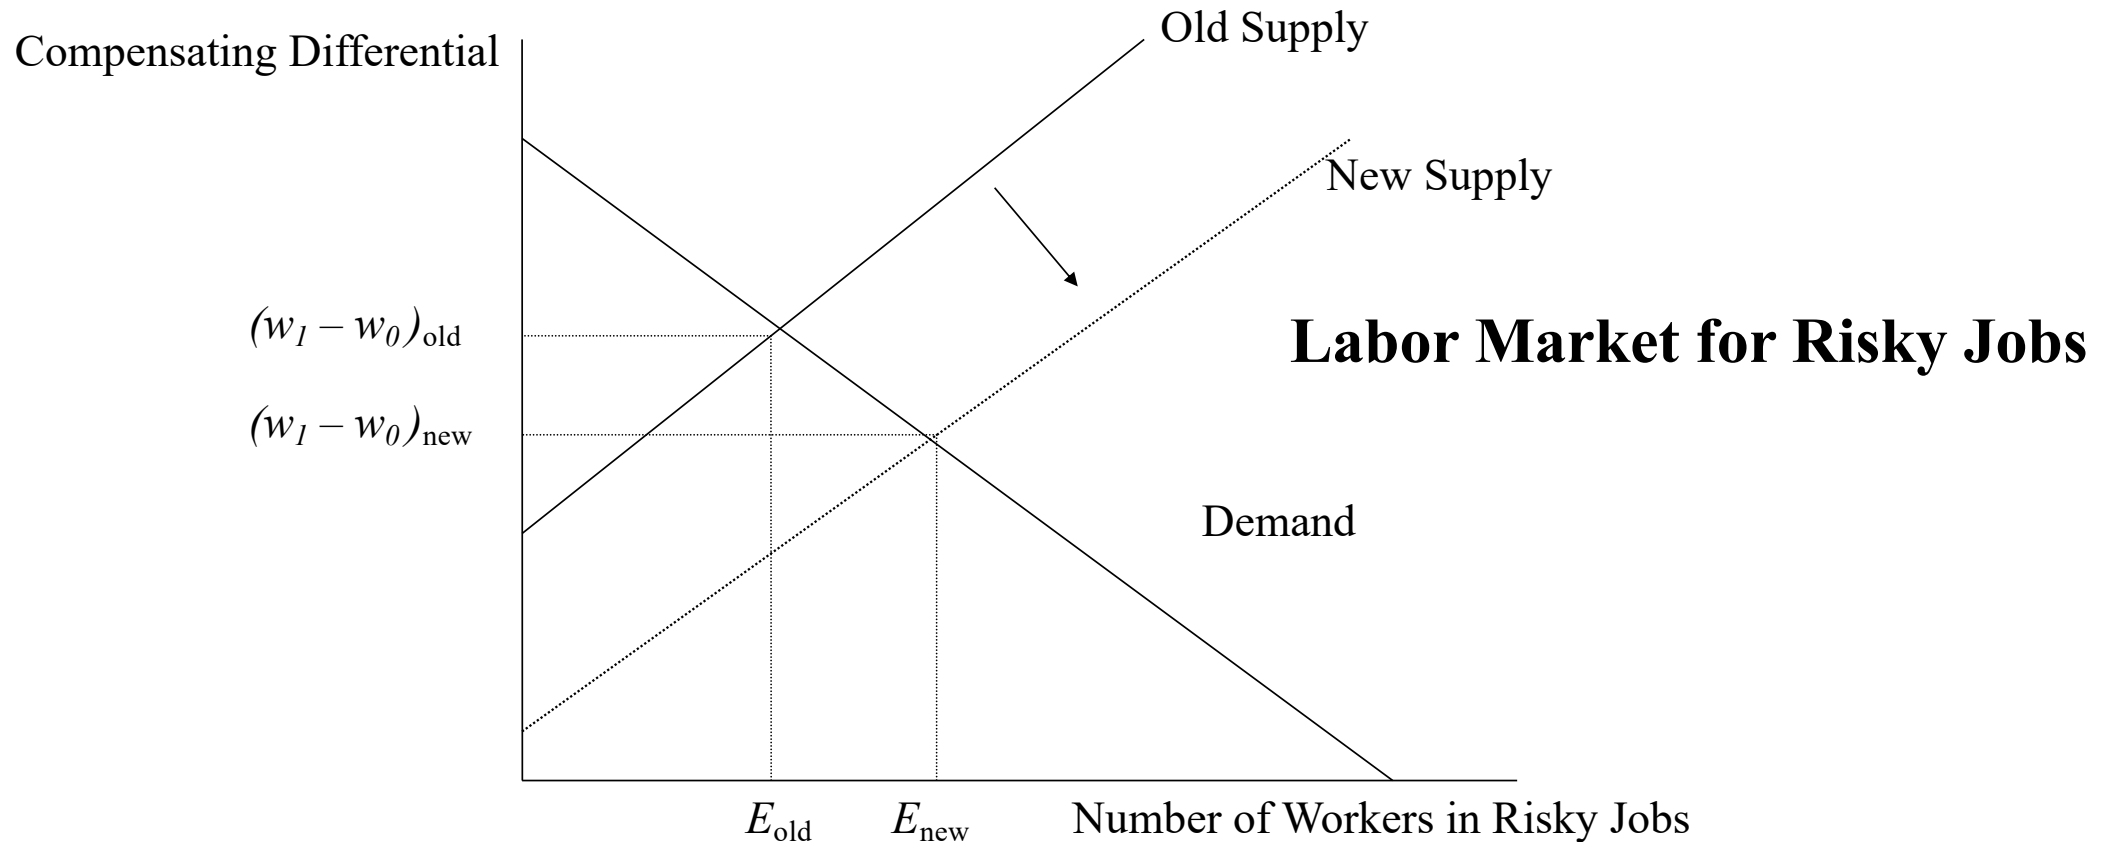 Old Supply
Compensating Differential
New Supply
(w₁ – w₀)old
Labor Market for Risky Jobs
(w₁ – w₀)new
Demand
Eold
Enew
Number of Workers in Risky Jobs